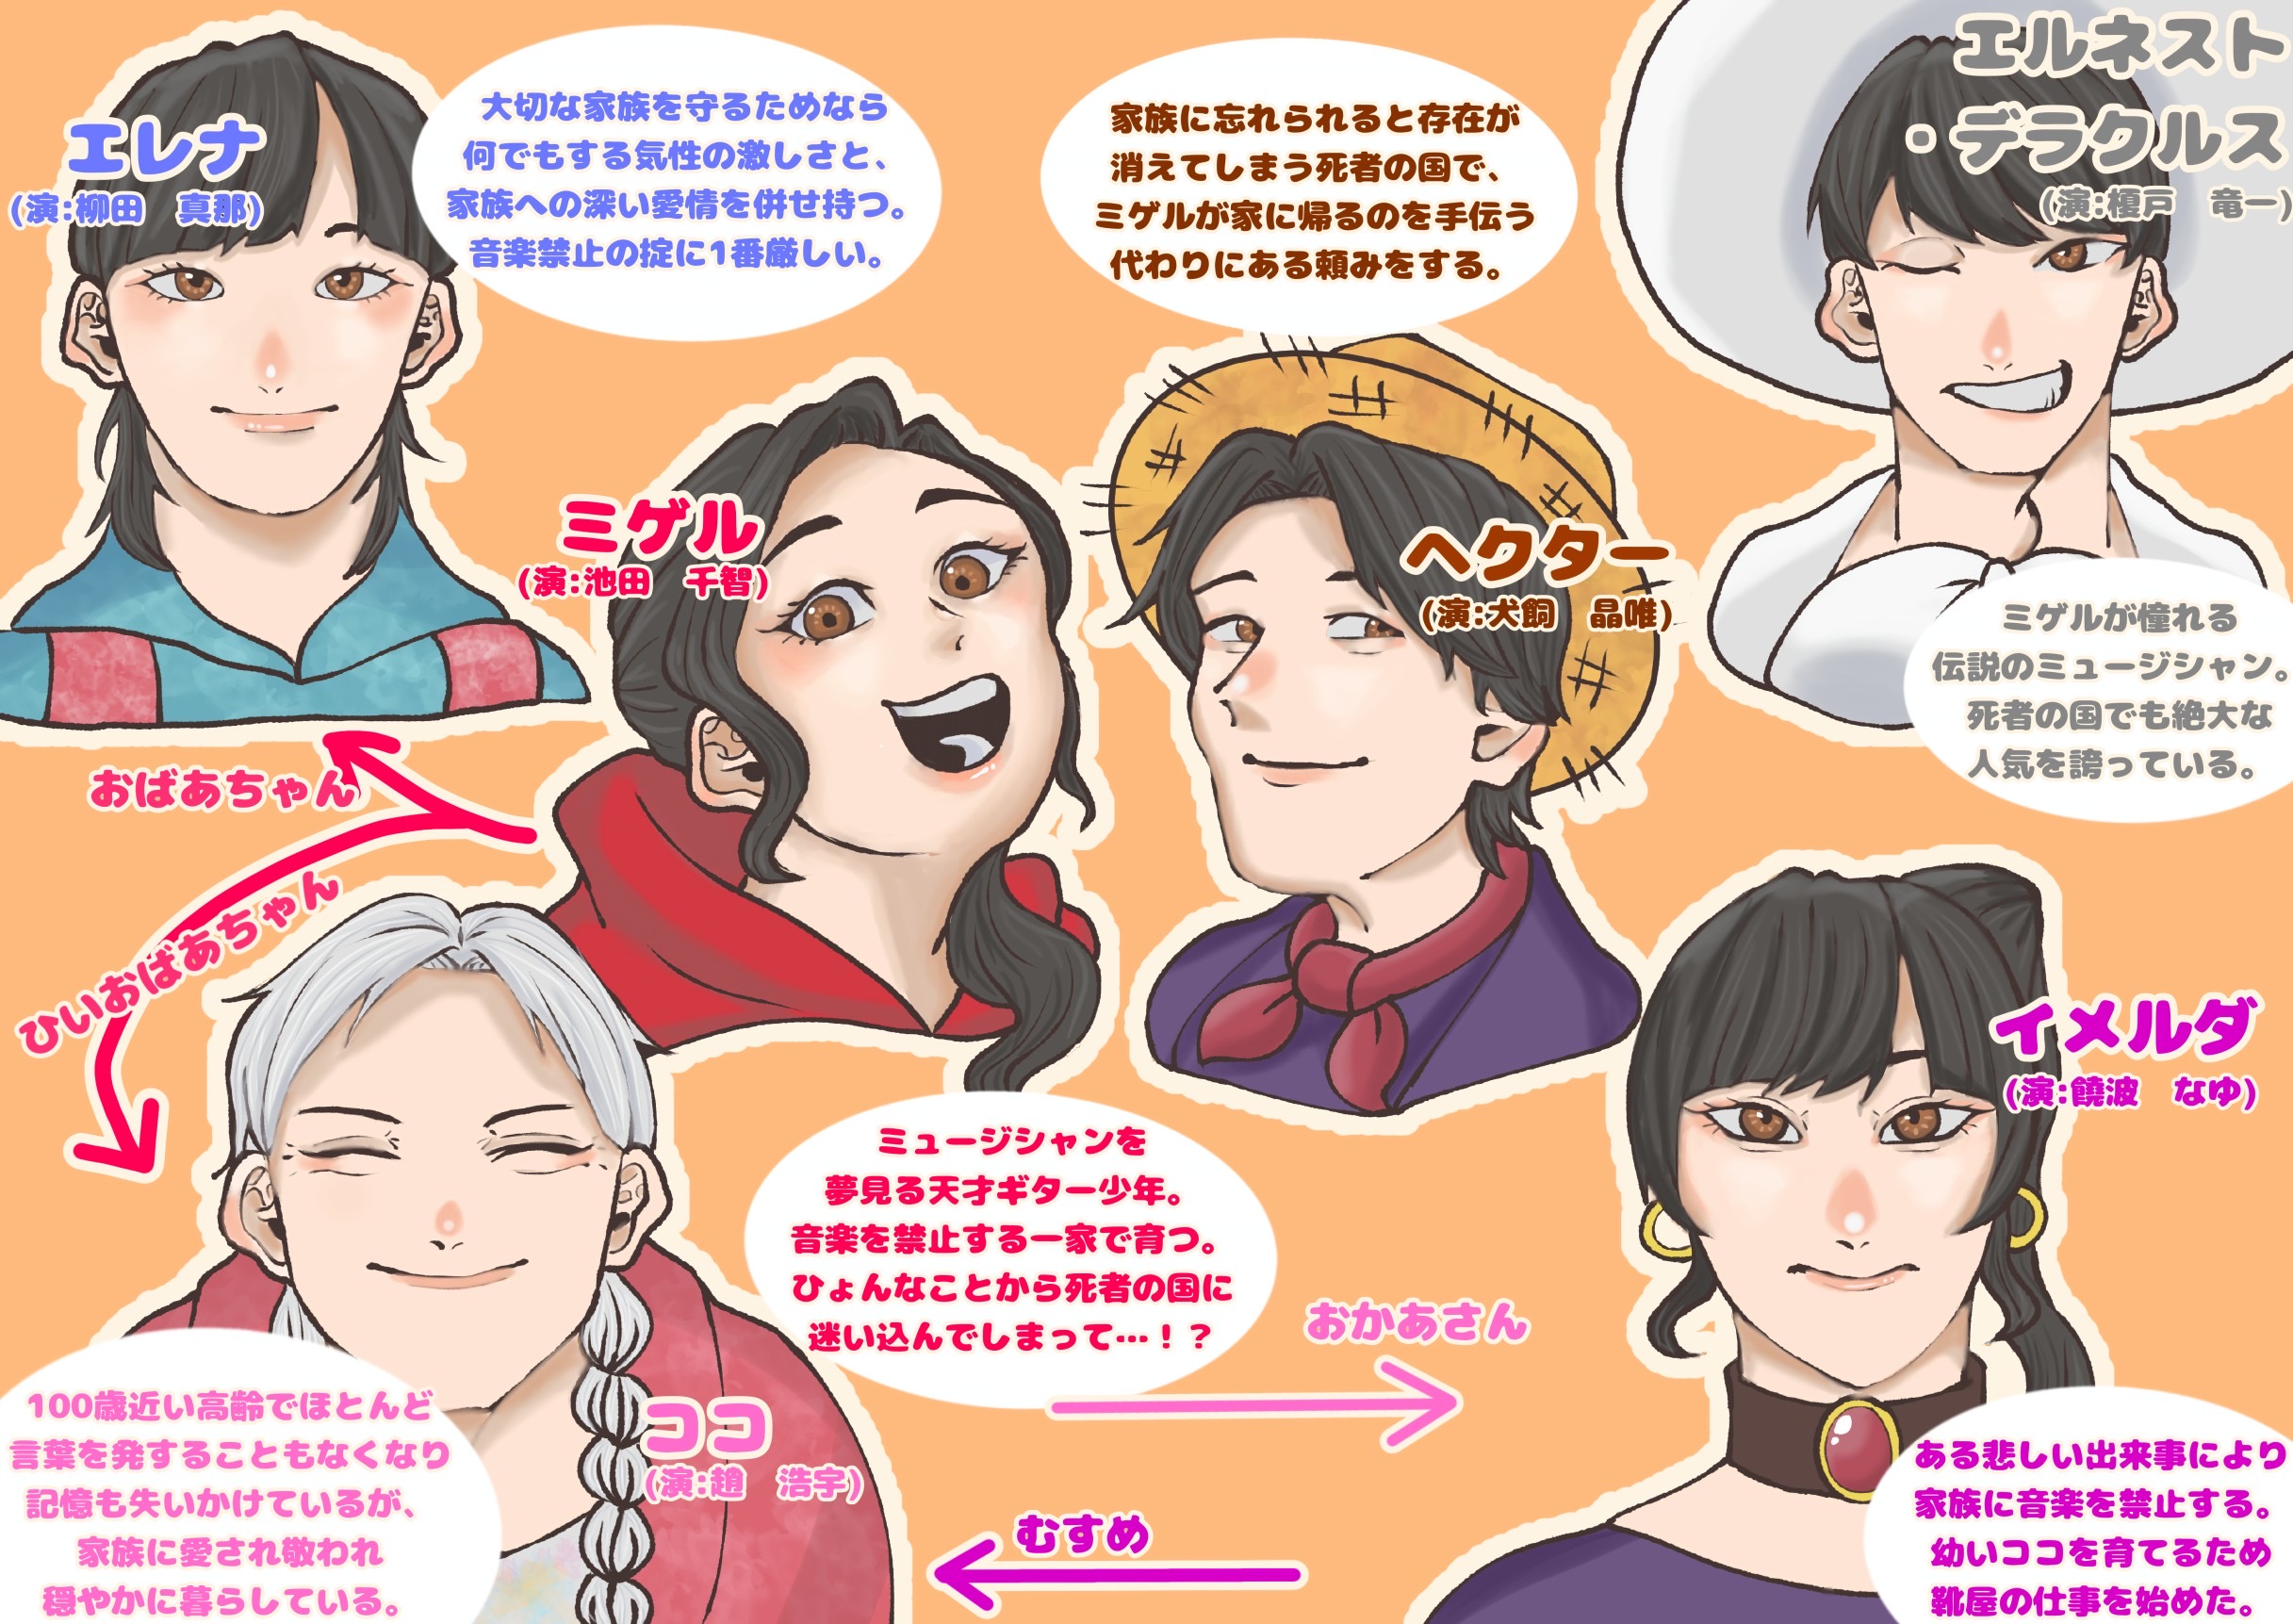 エレナ
(演:柳田　真那)
大切な家族を守るためなら
何でもする気性の激しさと、
家族への深い愛情を併せ持つ。
音楽禁止の掟に1番厳しい。
家族に忘れられると存在が
消えてしまう死者の国で、
ミゲルが家に帰るのを手伝う
代わりにある頼みをする。
エルネスト
・デラクルス
(演:榎戸　竜一)
ミゲル
(演:池田　千智)
ヘクター
(演:犬飼　晶唯)
ミゲルが憧れる
伝説のミュージシャン。
死者の国でも絶大な
人気を誇っている。
おばあちゃん
ひいおばあちゃん
イメルダ
(演:饒波　なゆ)
ミュージシャンを
夢見る天才ギター少年。
音楽を禁止する一家で育つ。
ひょんなことから死者の国に
迷い込んでしまって…！？
おかあさん
100歳近い高齢でほとんど
言葉を発することもなくなり
記憶も失いかけているが、
家族に愛され敬われ
穏やかに暮らしている。
ココ
(演:趙　浩宇)
むすめ
ある悲しい出来事により
家族に音楽を禁止する。
幼いココを育てるため
靴屋の仕事を始めた。